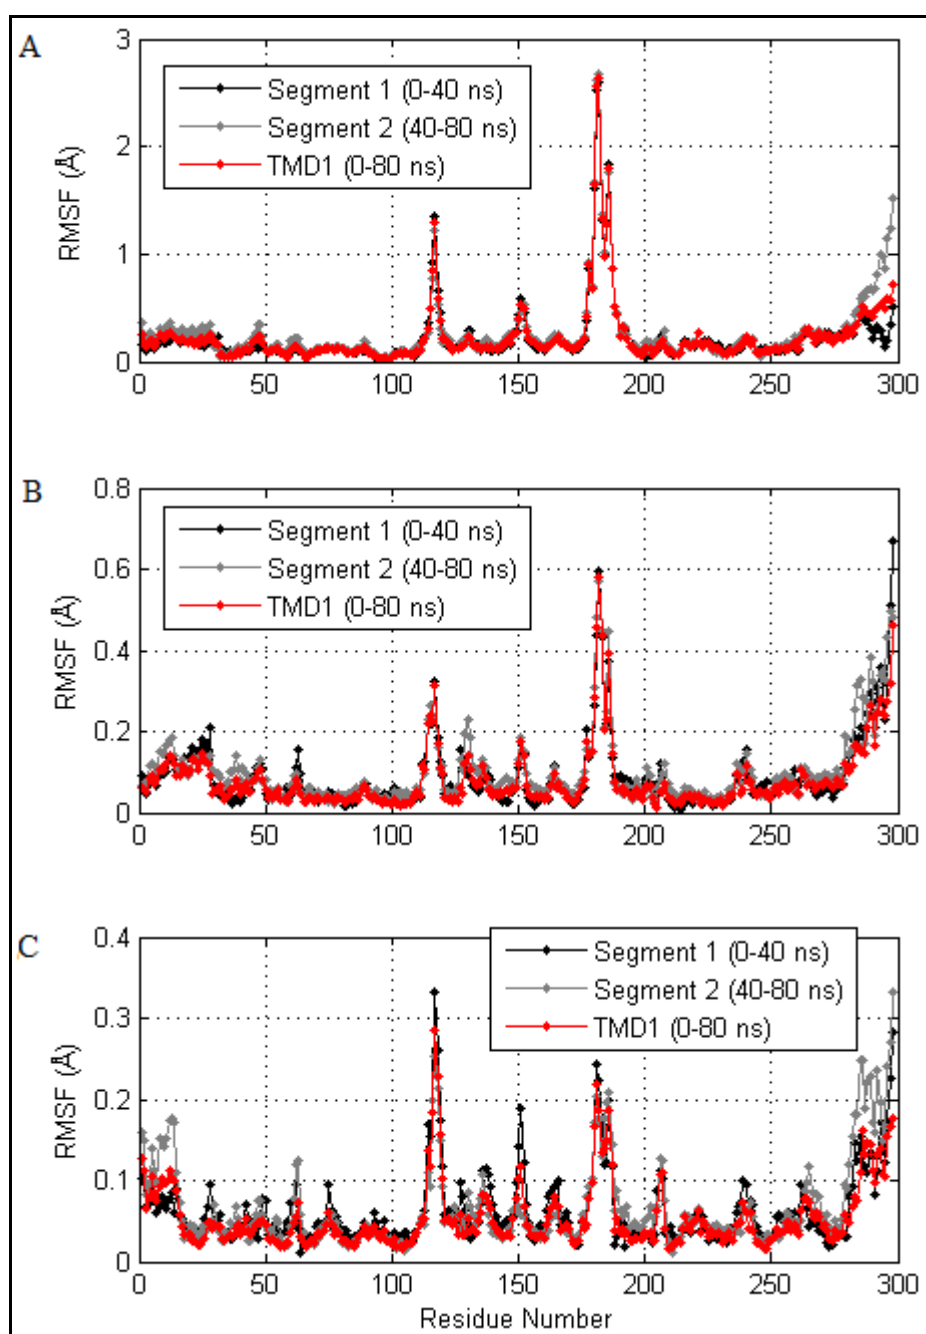 A
3
2
1
0
RMSF (Å)
Segment 1 (0-40 ns)
Segment 2 (40-80 ns)
TMD1 (0-80 ns)
0 50 100 150 200 250 300
B
0.8
0.6
0.4
0.2
0
RMSF (Å)
Segment 1 (0-40 ns)
Segment 2 (40-80 ns)
TMD1 (0-80 ns)
0 50 100 150 200 250 300
C
0.4
0.3
0.2
0.1
0
RMSF (Å)
Segment 1 (0-40 ns)
Segment 2 (40-80 ns)
TMD1 (0-80 ns)
0 50 100 150 200 250 300
Residue Number